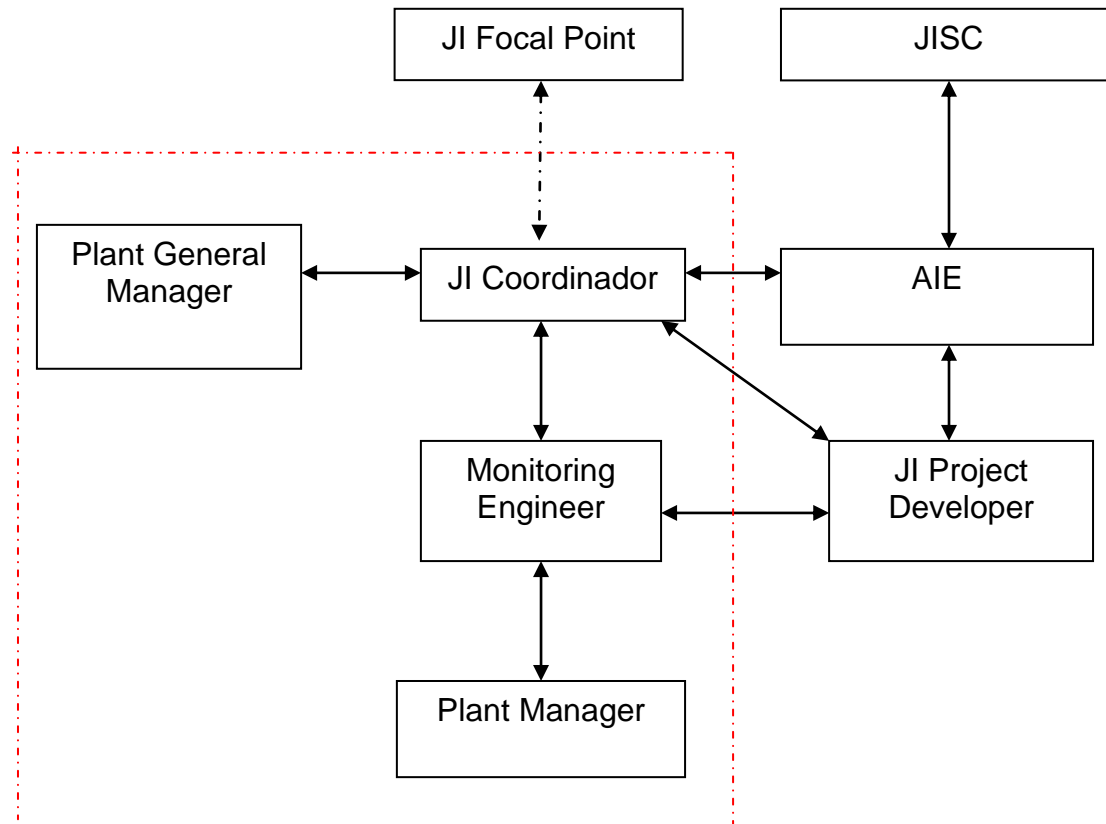 JI Focal Point
JISC
Plant General
Manager
JI Coordinador
AIE
Monitoring
Engineer
JI Project
Developer
Plant Manager